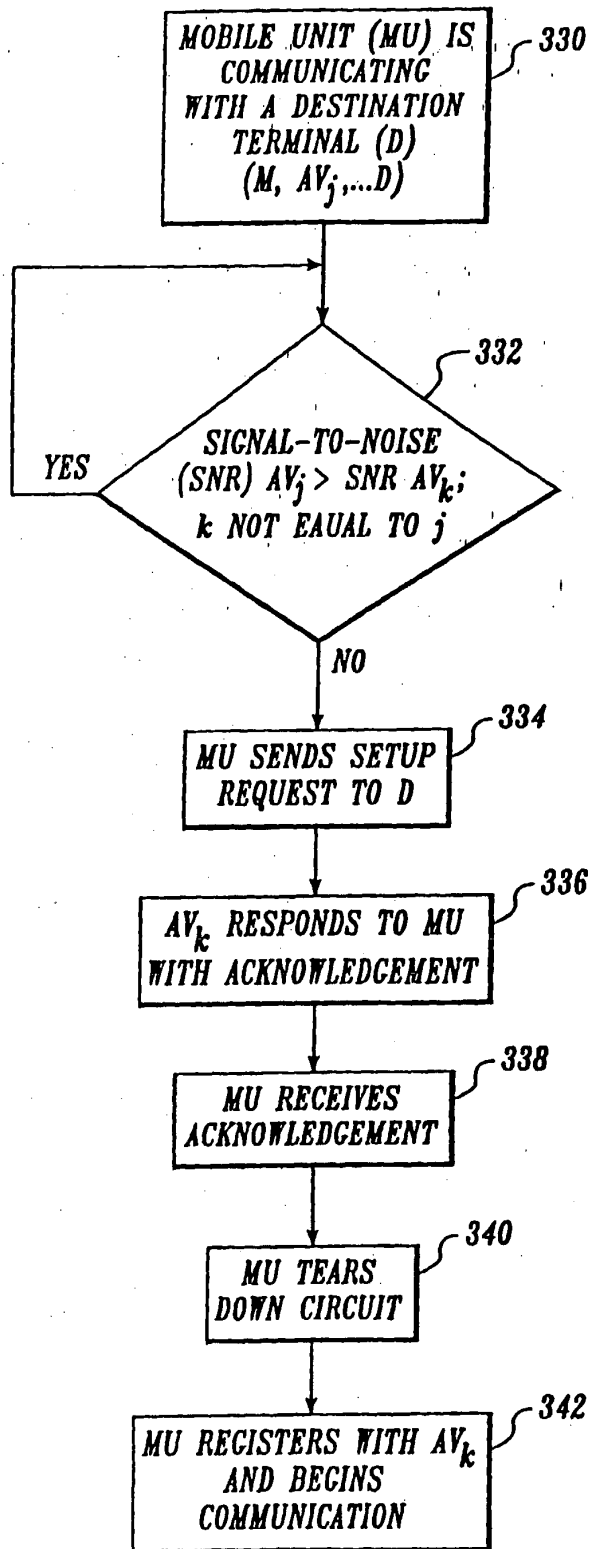 MOBILE UNIT (MU) IS
COMMUNICATING
WITH A DESTINATION
TERMINAL (D)
(M, AVj,...D)
330
332
SIGNAL-TO-NOISE
(SNR) AVj > SNR AVk;
k NOT EAUAL TO j
YES
NO
334
MU SENDS SETUP
REQUEST TO D
336
AVk RESPONDS TO MU
WITH ACKNOWLEDGEMENT
338
MU RECEIVES
ACKNOWLEDGEMENT
340
MU TEARS
DOWN CIRCUIT
342
MU REGISTERS WITH AVk
AND BEGINS
COMMUNICATION